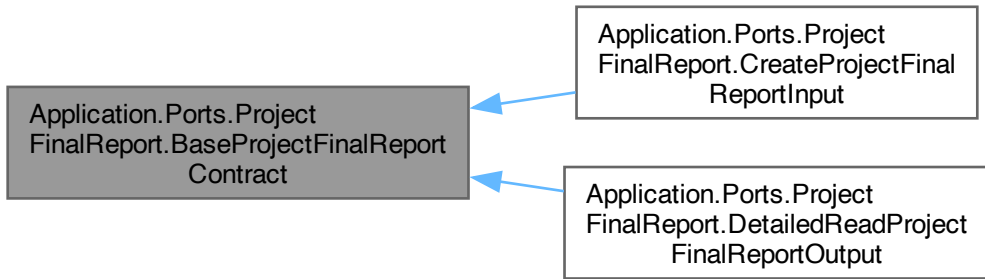 Application.Ports.Project
FinalReport.BaseProjectFinalReport
Contract
Application.Ports.Project
FinalReport.CreateProjectFinal
ReportInput
Application.Ports.Project
FinalReport.DetailedReadProject
FinalReportOutput